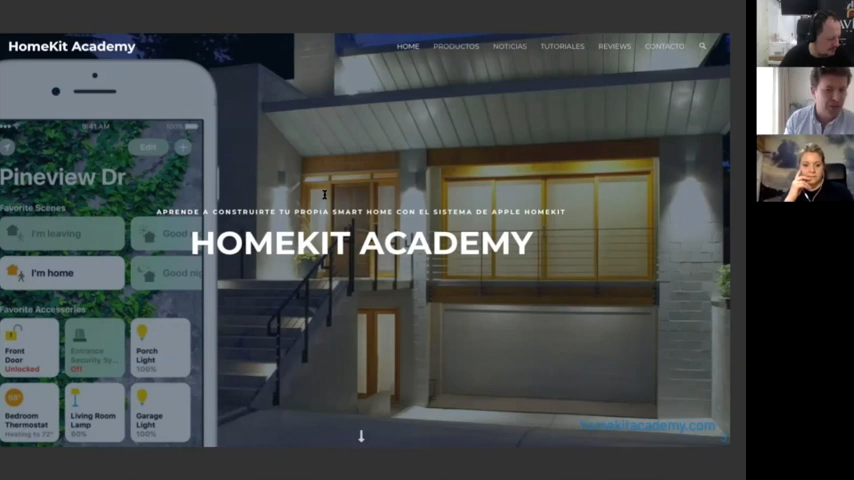 HomeKit Academy
HOME PRODUCTOS NOTICIAS TUTORIALES REVIEWS CONTACTO
Edit
Pineview Dr
Favorite Scenes
I'm leaving
Good
I'm home
Good nig
APRENDE A CONSTRUIRTE TU PROPIA SMART HOME CON EL SISTEMA DE APPLE HOMEKIT
HOMEKIT ACADEMY
Favorite Accessories
Front
Door
Unlocked
Entrance
Security Sy...
Off
Porch
Light
100%
Bedroom
Thermostat
Heating to 72°
Living Room
Lamp
60%
Garage
Light
100%
homekitacademy.com